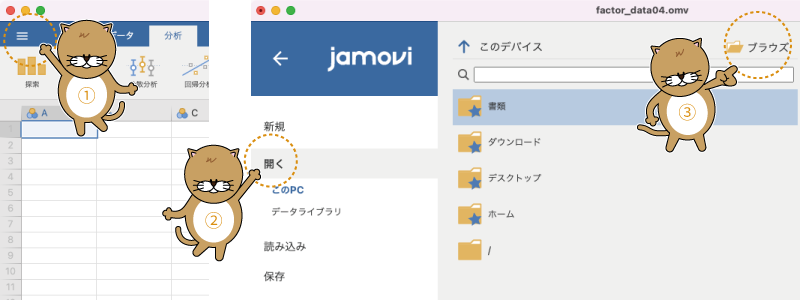 データ
分析
探索
分散分析
回帰分析
A
C
1
2
3
4
5
6
7
8
9
10
11
①
②
factor_data04.omv
jamovi
新規
開く
このPC
データライブラリ
読み込み
保存
このデバイス
ブラウズ
書類
ダウンロード
デスクトップ
ホーム
/
③